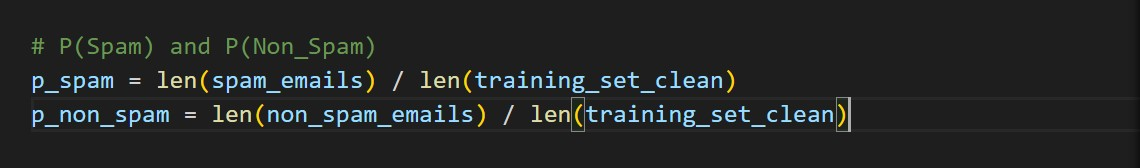 # P(Spam) and P(Non_Spam)
p_spam = len(spam_emails) / len(training_set_clean)
p_non_spam = len(non_spam_emails) / len(training_set_clean)